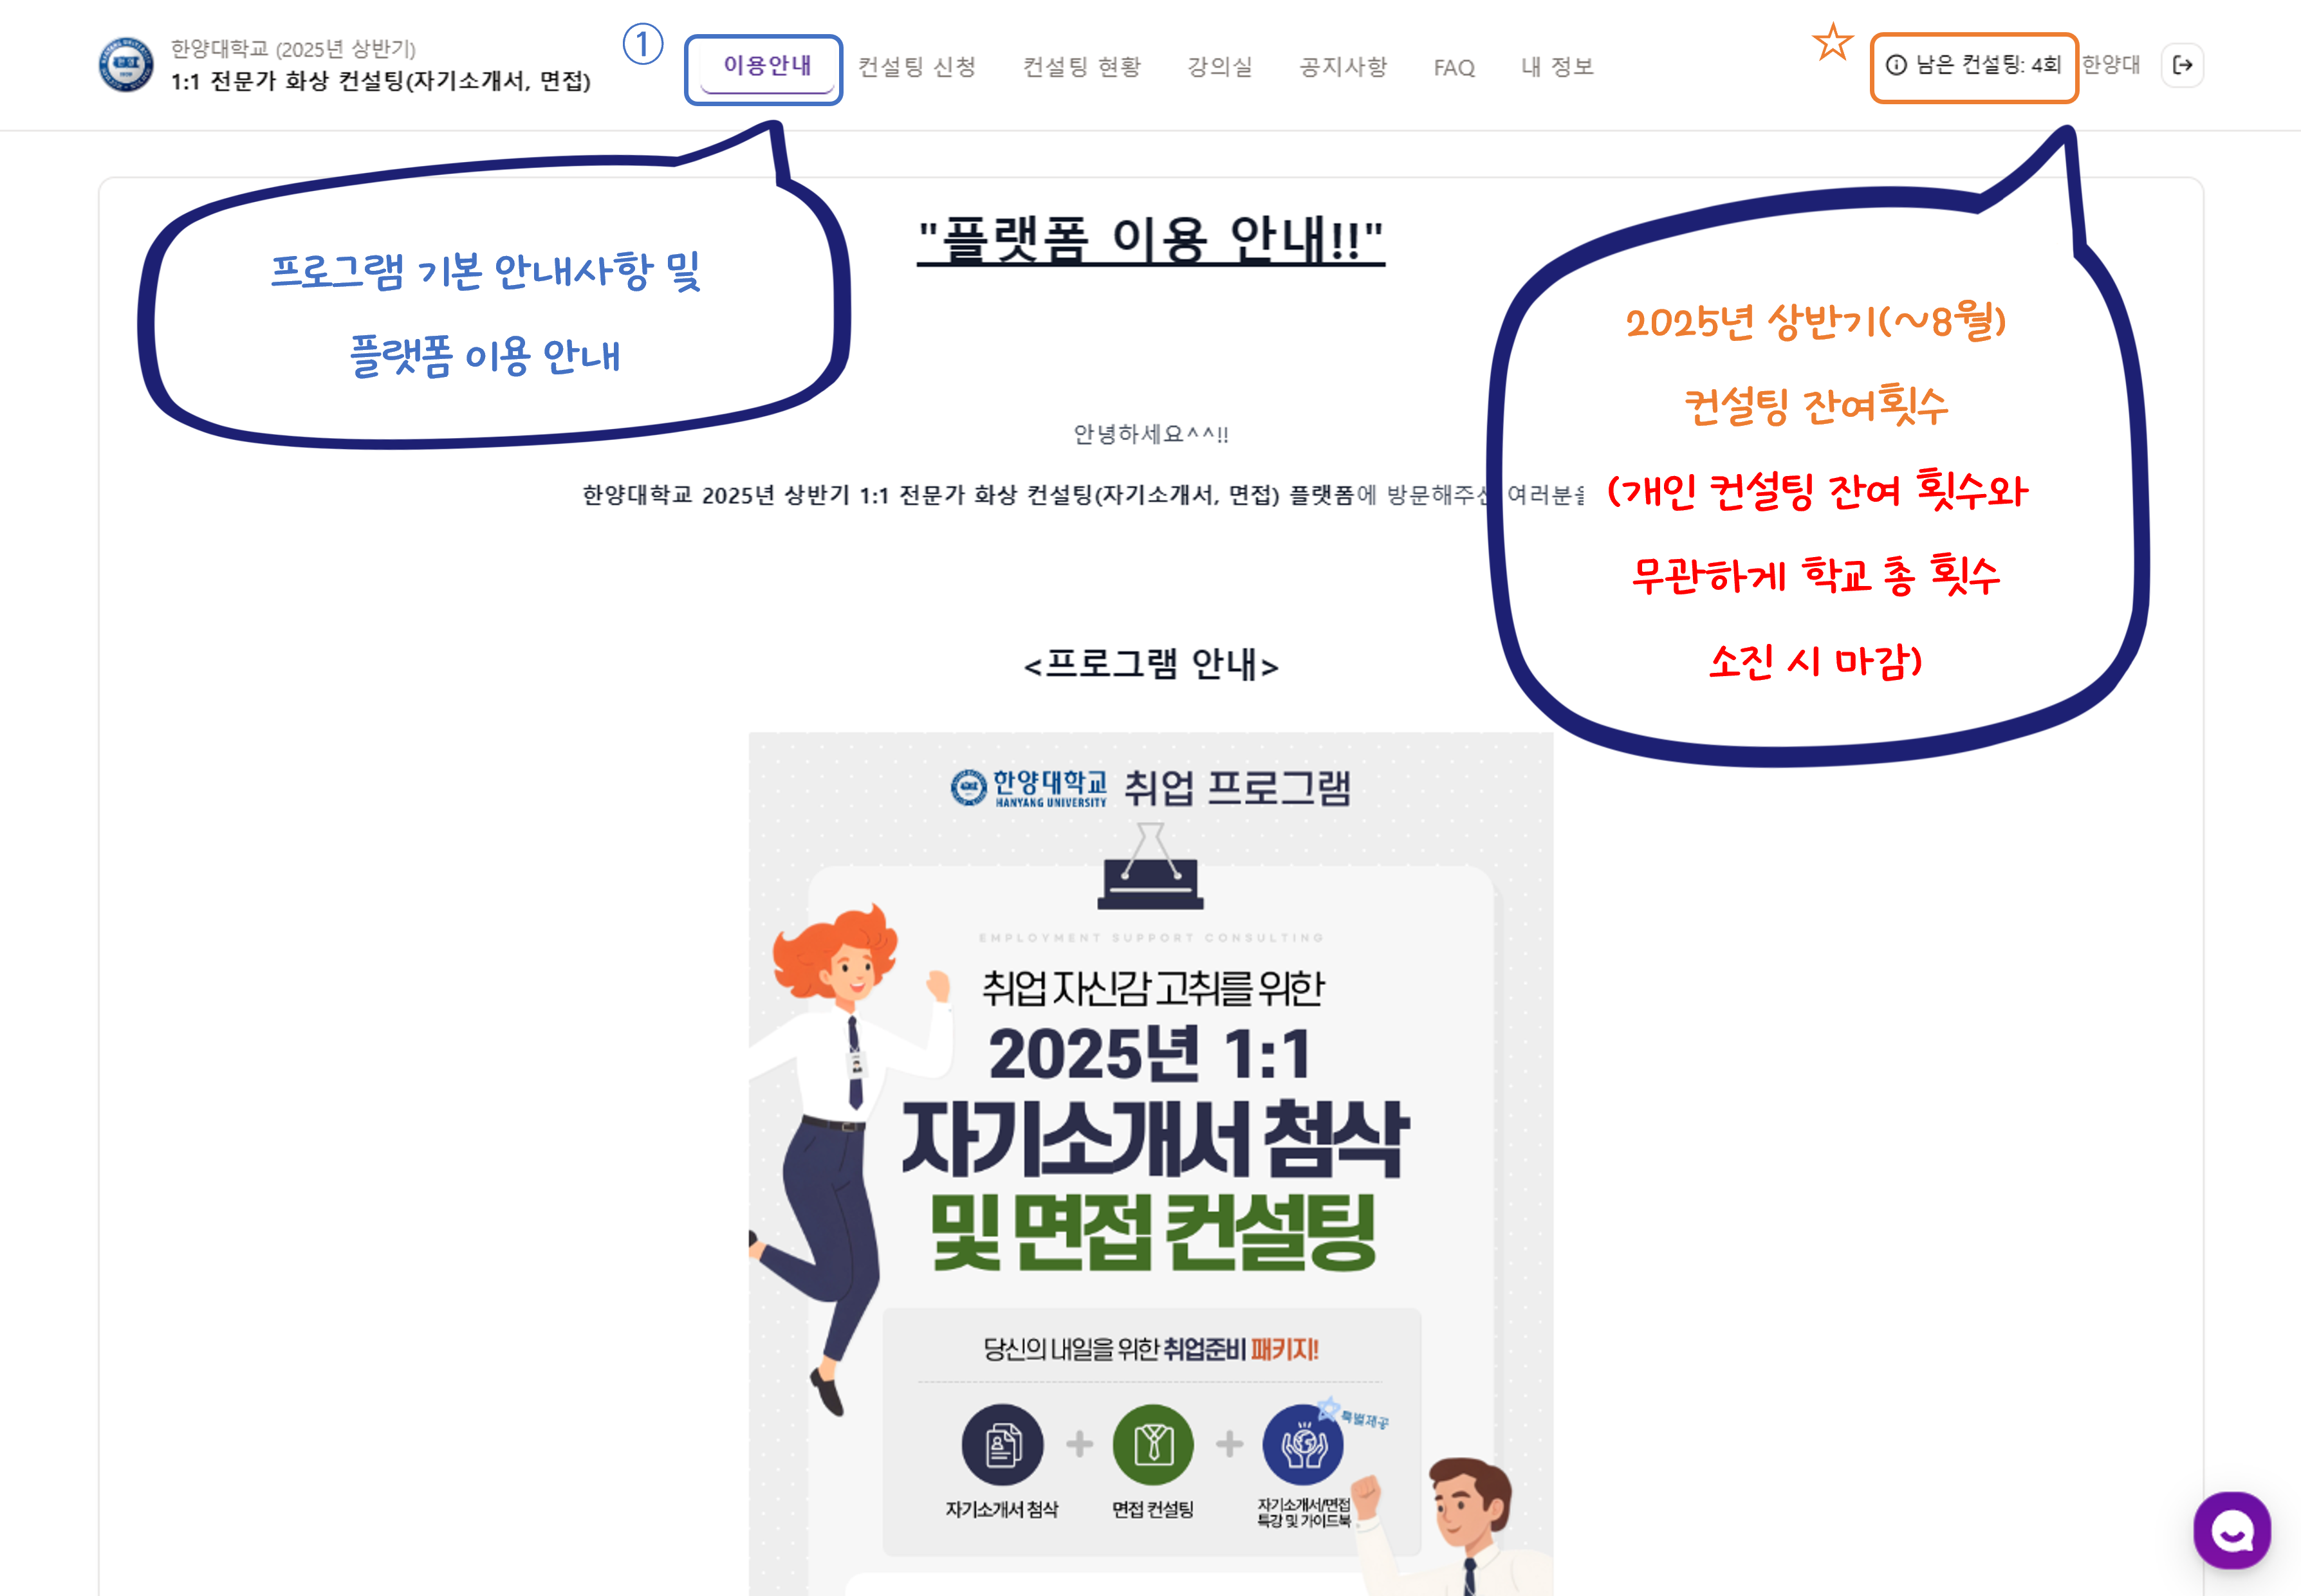 한양대학교 (2025년 상반기)
1:1 전문가 화상 컨설팅(자기소개서, 면접)
①
이용안내
컨설팅 신청
컨설팅 현황
강의실
공지사항
FAQ
내 정보
남은 컨설팅: 4회
한양대
프로그램 기본 안내사항 및
플랫폼 이용 안내
"플랫폼 이용 안내!!"
2025년 상반기(~8월)
컨설팅 잔여횟수
(개인 컨설팅 잔여 횟수와
무관하게 학교 총 횟수
소진 시 마감)
안녕하세요^^!!
한양대학교 2025년 상반기 1:1 전문가 화상 컨설팅(자기소개서, 면접) 플랫폼에 방문해주신 여러분을
<프로그램 안내>
한양대학교 취업 프로그램
HANYANG UNIVERSITY
EMPLOYMENT SUPPORT CONSULTING
취업 자신감 고취를 위한
2025년 1:1
자기소개서 첨삭
및 면접 컨설팅
당신의 내일을 위한 취업준비 패키지!
특별제공
자기소개서 첨삭
+
면접 컨설팅
+
자기소개서/면접
특강 및 가이드북